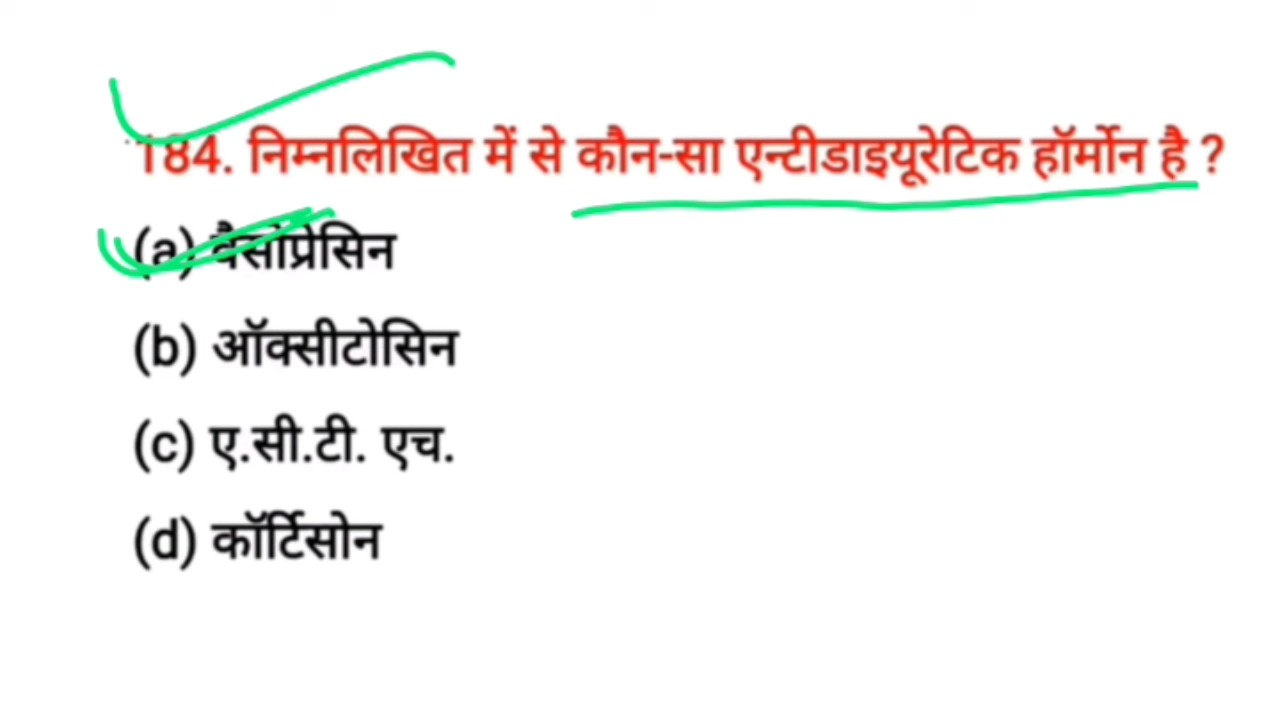 184. निम्नलिखित में से कौन-सा एन्टीडाइयूरेटिक हॉर्मोन है ?
(a) वैसोप्रेसिन
(b) ऑक्सीटोसिन
(c) ए.सी.टी. एच.
(d) कॉर्टिसोन